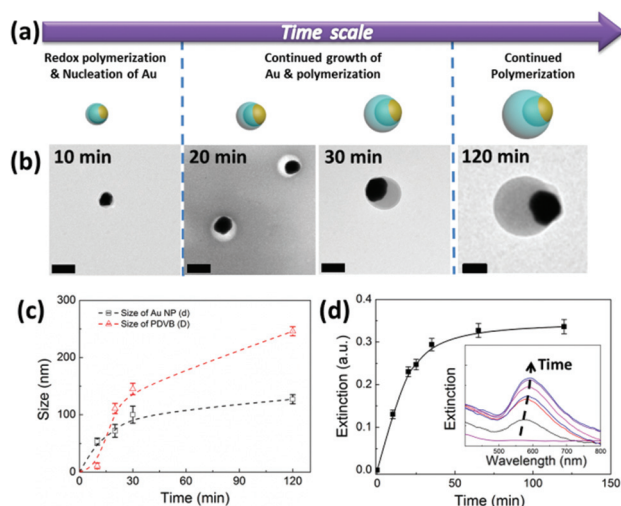 (a)
Time scale
Redox polymerization
& Nucleation of Au
Continued growth of
Au & polymerization
Continued
Polymerization
(b)
10 min
20 min
30 min
120 min
(c)
300
250
200
150
100
50
0
Size (nm)
Size of Au NP (d)
Size of PDVB (D)
0
30
60
90
120
Time (min)
(d)
0.4
0.3
0.2
0.1
0.0
Extinction (a.u.)
Time
Extinction
500
600
700
800
Wavelength (nm)
0
50
100
150
Time (min)